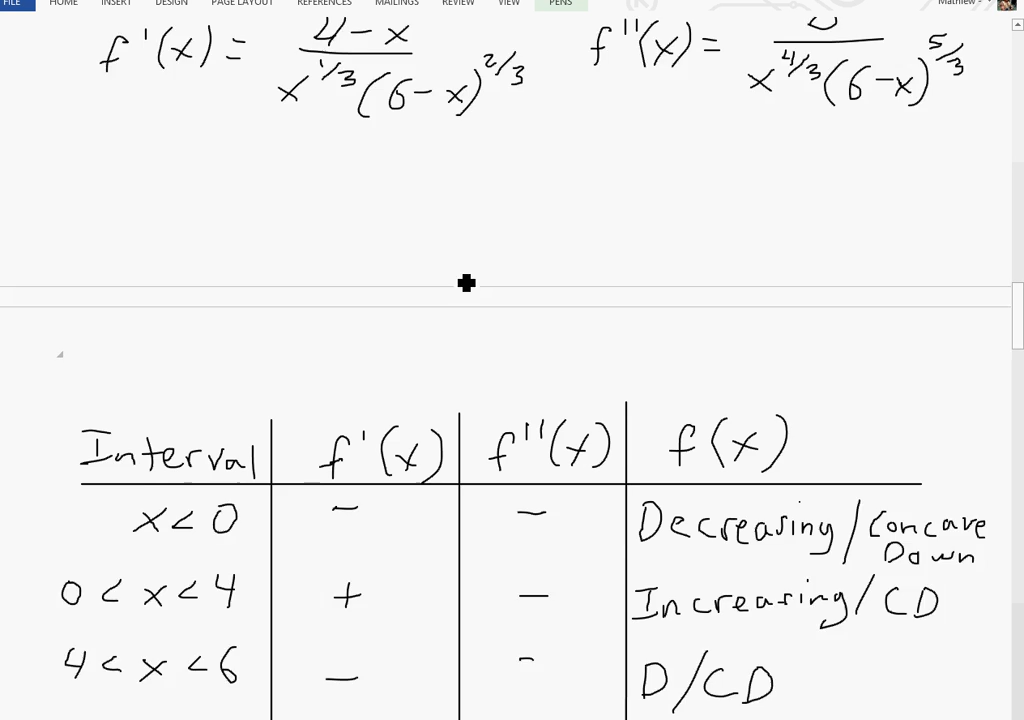 FILE HOME INSERT DESIGN PAGE LAYOUT REFERENCES MAILINGS REVIEW VIEW PENS
f'(x) = (4 - x) / (x^1/3 (6 - x)^2/3) f''(x) = / (x^4/3 (6 - x)^5/3)
Interval f'(x) f''(x) f(x)
x < 0 - - Decreasing / Concave Down
0 < x < 4 + - Increasing / CD
4 < x < 6 - - D / CD